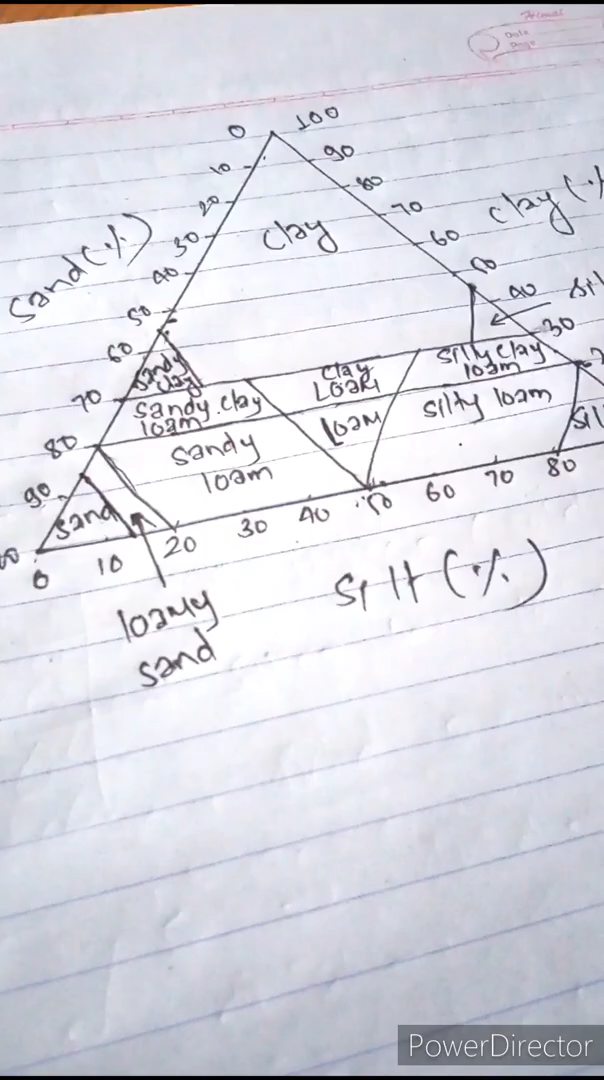 Date
Page
0 100
10 90
20 80
30 70
Sand (%)
Clay (%
clay
40 60
50 50
60 40
70 30
80
90
Sandy
clay
Sandy clay
loam
Clay
Loam
Silty clay
loam
Sandy
loam
Loam
Silty loam
Sand
0 10 20 30 40 50 60 70 80
Silt (%)
loamy
sand
PowerDirector